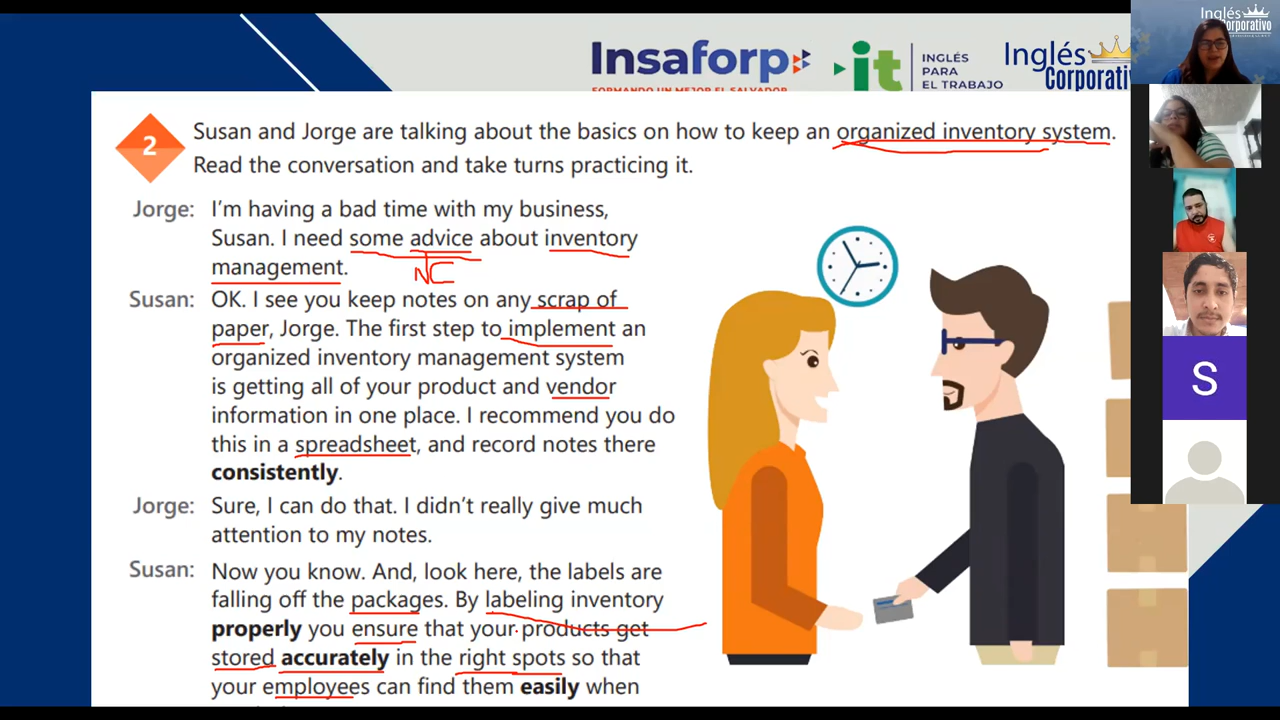 Insaforp
it
INGLÉS
PARA
EL TRABAJO
Inglés
Corporativ
Inglés
Corporativo
FORMANDO UN MEJOR EL SALVADOR
2
Susan and Jorge are talking about the basics on how to keep an organized inventory system.
Read the conversation and take turns practicing it.
Jorge: I'm having a bad time with my business,
Susan. I need some advice about inventory
management.
NC
Susan: OK. I see you keep notes on any scrap of
paper, Jorge. The first step to implement an
organized inventory management system
is getting all of your product and vendor
information in one place. I recommend you do
this in a spreadsheet, and record notes there
consistently.
Jorge: Sure, I can do that. I didn't really give much
attention to my notes.
Susan: Now you know. And, look here, the labels are
falling off the packages. By labeling inventory
properly you ensure that your products get
stored accurately in the right spots so that
your employees can find them easily when
S